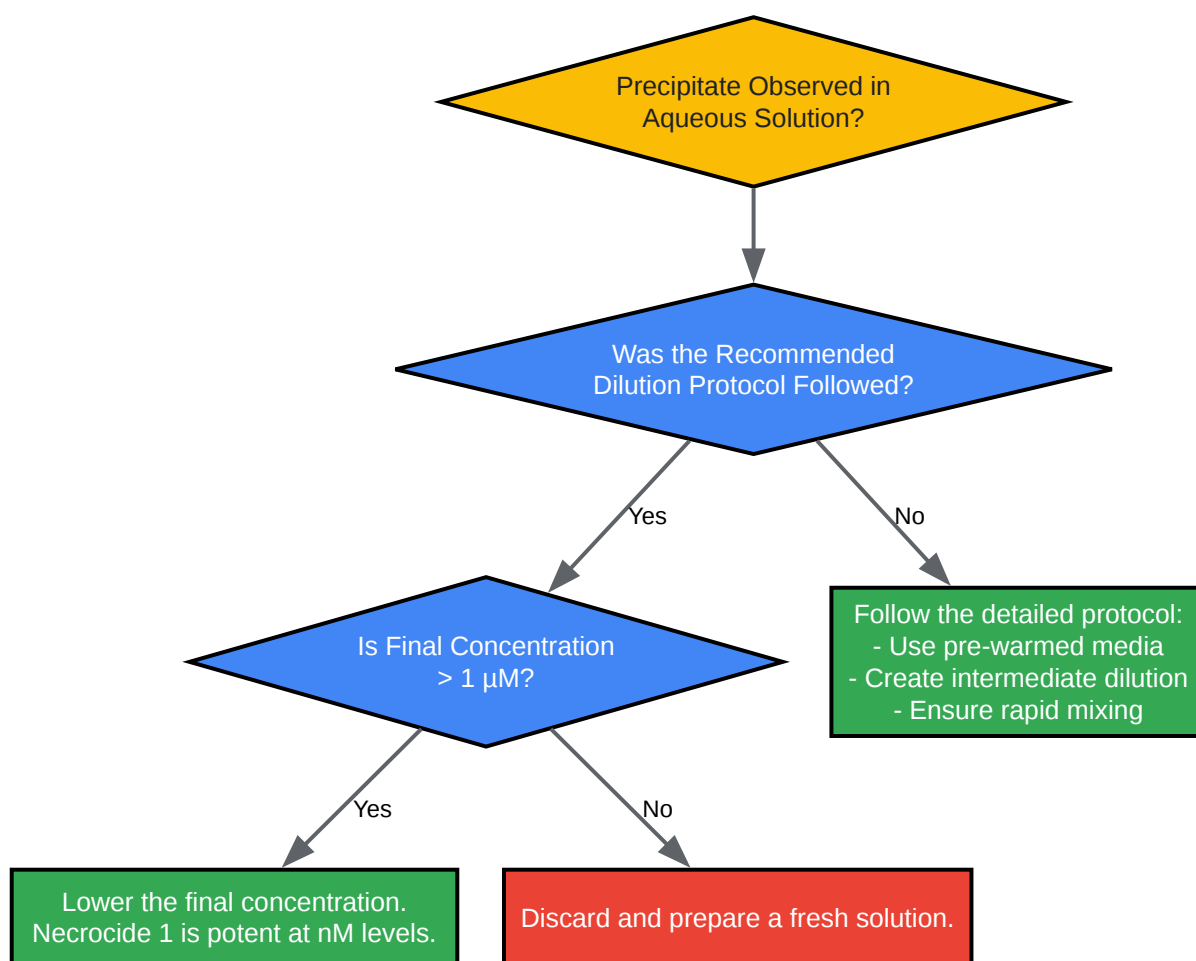 Precipitate Observed in
Aqueous Solution?
Was the Recommended
Dilution Protocol Followed?
Yes
No
Is Final Concentration
> 1 µM?
Follow the detailed protocol:
- Use pre-warmed media
- Create intermediate dilution
- Ensure rapid mixing
Yes
No
Lower the final concentration.
Necrocide 1 is potent at nM levels.
Discard and prepare a fresh solution.